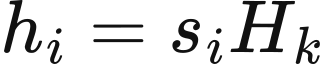 h_i = s_i H_k